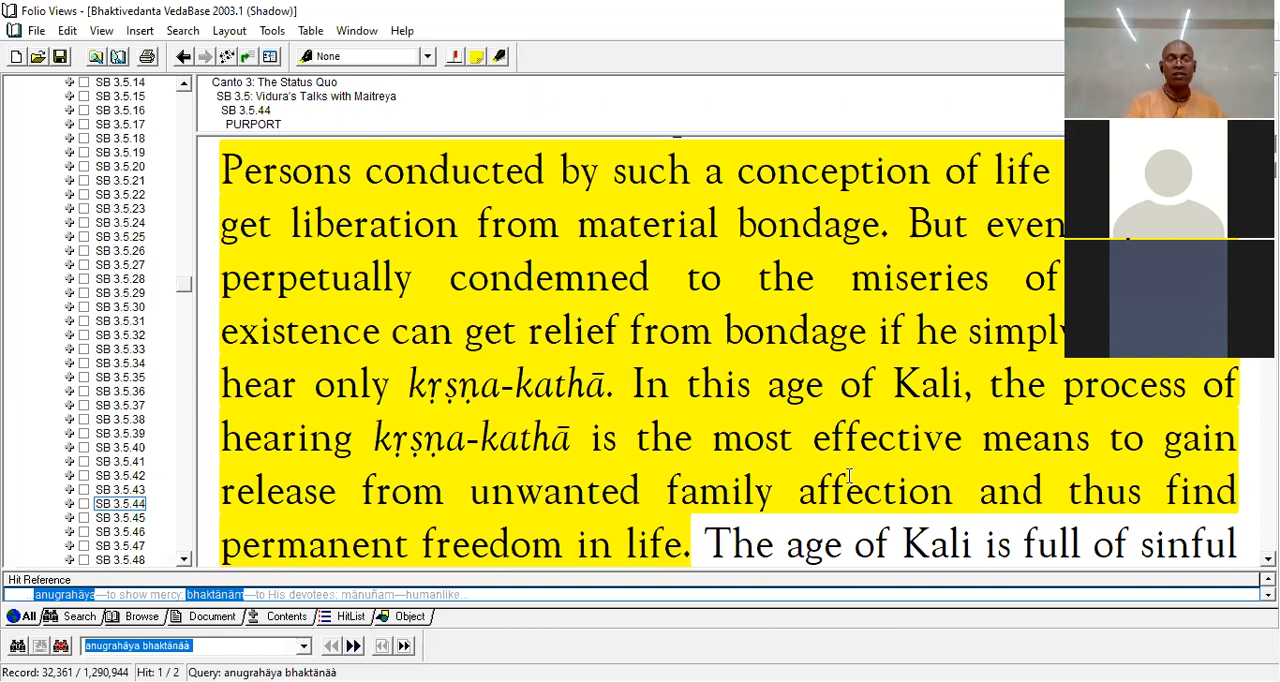 Folio Views - [Bhaktivedanta VedaBase 2003.1 (Shadow)]
File Edit View Insert Search Layout Tools Table Window Help
None
SB 3.5.14
SB 3.5.15
SB 3.5.16
SB 3.5.17
SB 3.5.18
SB 3.5.19
SB 3.5.20
SB 3.5.21
SB 3.5.22
SB 3.5.23
SB 3.5.24
SB 3.5.25
SB 3.5.26
SB 3.5.27
SB 3.5.28
SB 3.5.29
SB 3.5.30
SB 3.5.31
SB 3.5.32
SB 3.5.33
SB 3.5.34
SB 3.5.35
SB 3.5.36
SB 3.5.37
SB 3.5.38
SB 3.5.39
SB 3.5.40
SB 3.5.41
SB 3.5.42
SB 3.5.43
SB 3.5.44
SB 3.5.45
SB 3.5.46
SB 3.5.47
SB 3.5.48
Canto 3: The Status Quo
SB 3.5: Vidura's Talks with Maitreya
SB 3.5.44
PURPORT
Persons conducted by such a conception of life
get liberation from material bondage. But even
perpetually condemned to the miseries of
existence can get relief from bondage if he simply
hear only kṛṣṇa-kathā. In this age of Kali, the process of
hearing kṛṣṇa-kathā is the most effective means to gain
release from unwanted family affection and thus find
permanent freedom in life. The age of Kali is full of sinful
Hit Reference
...anugrahäya—to show mercy; bhaktänäm—to His devotees; mänuñam—humanlike...
All Search Browse Document Contents HitList Object
anugrahäya bhaktänäà
Record: 32,361 / 1,290,944 Hit: 1 / 2 Query: anugrahäya bhaktänäà